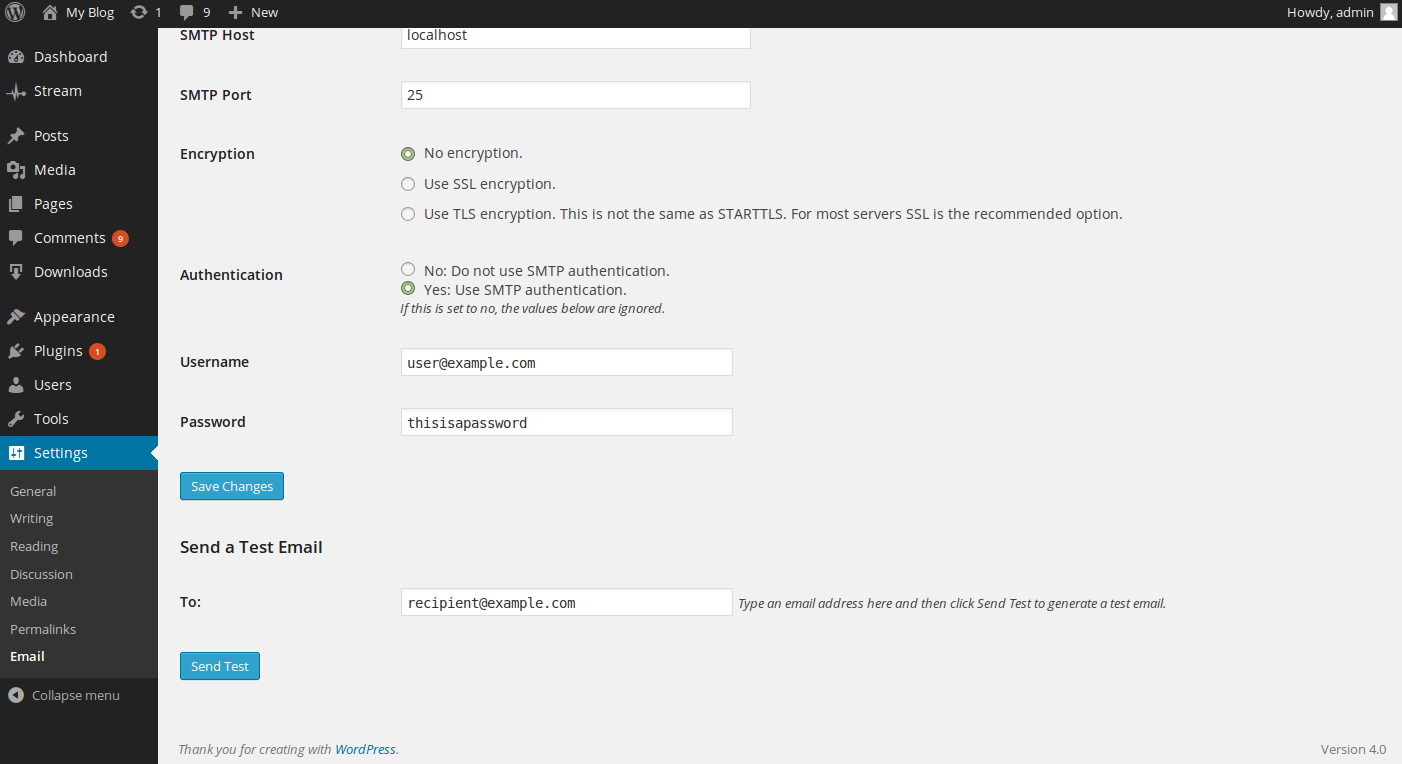 My Blog 1 9 New Howdy, admin
Dashboard
Stream
Posts
Media
Pages
Comments 9
Downloads
Appearance
Plugins 1
Users
Tools
Settings
General
Writing
Reading
Discussion
Media
Permalinks
Email
Collapse menu
SMTP Host localhost
SMTP Port 25
Encryption No encryption.
Use SSL encryption.
Use TLS encryption. This is not the same as STARTTLS. For most servers SSL is the recommended option.
Authentication No: Do not use SMTP authentication.
Yes: Use SMTP authentication.
If this is set to no, the values below are ignored.
Username user@example.com
Password thisisapassword
Save Changes
Send a Test Email
To: recipient@example.com Type an email address here and then click Send Test to generate a test email.
Send Test
Thank you for creating with WordPress. Version 4.0